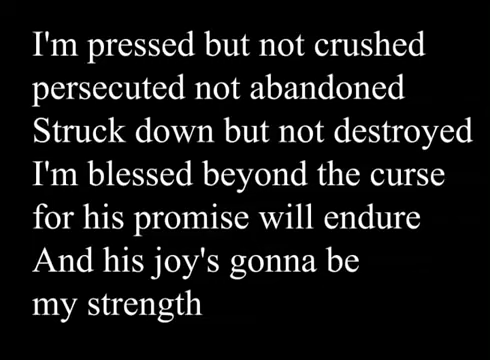 I'm pressed but not crushed
persecuted not abandoned
Struck down but not destroyed
I'm blessed beyond the curse
for his promise will endure
And his joy's gonna be
my strength